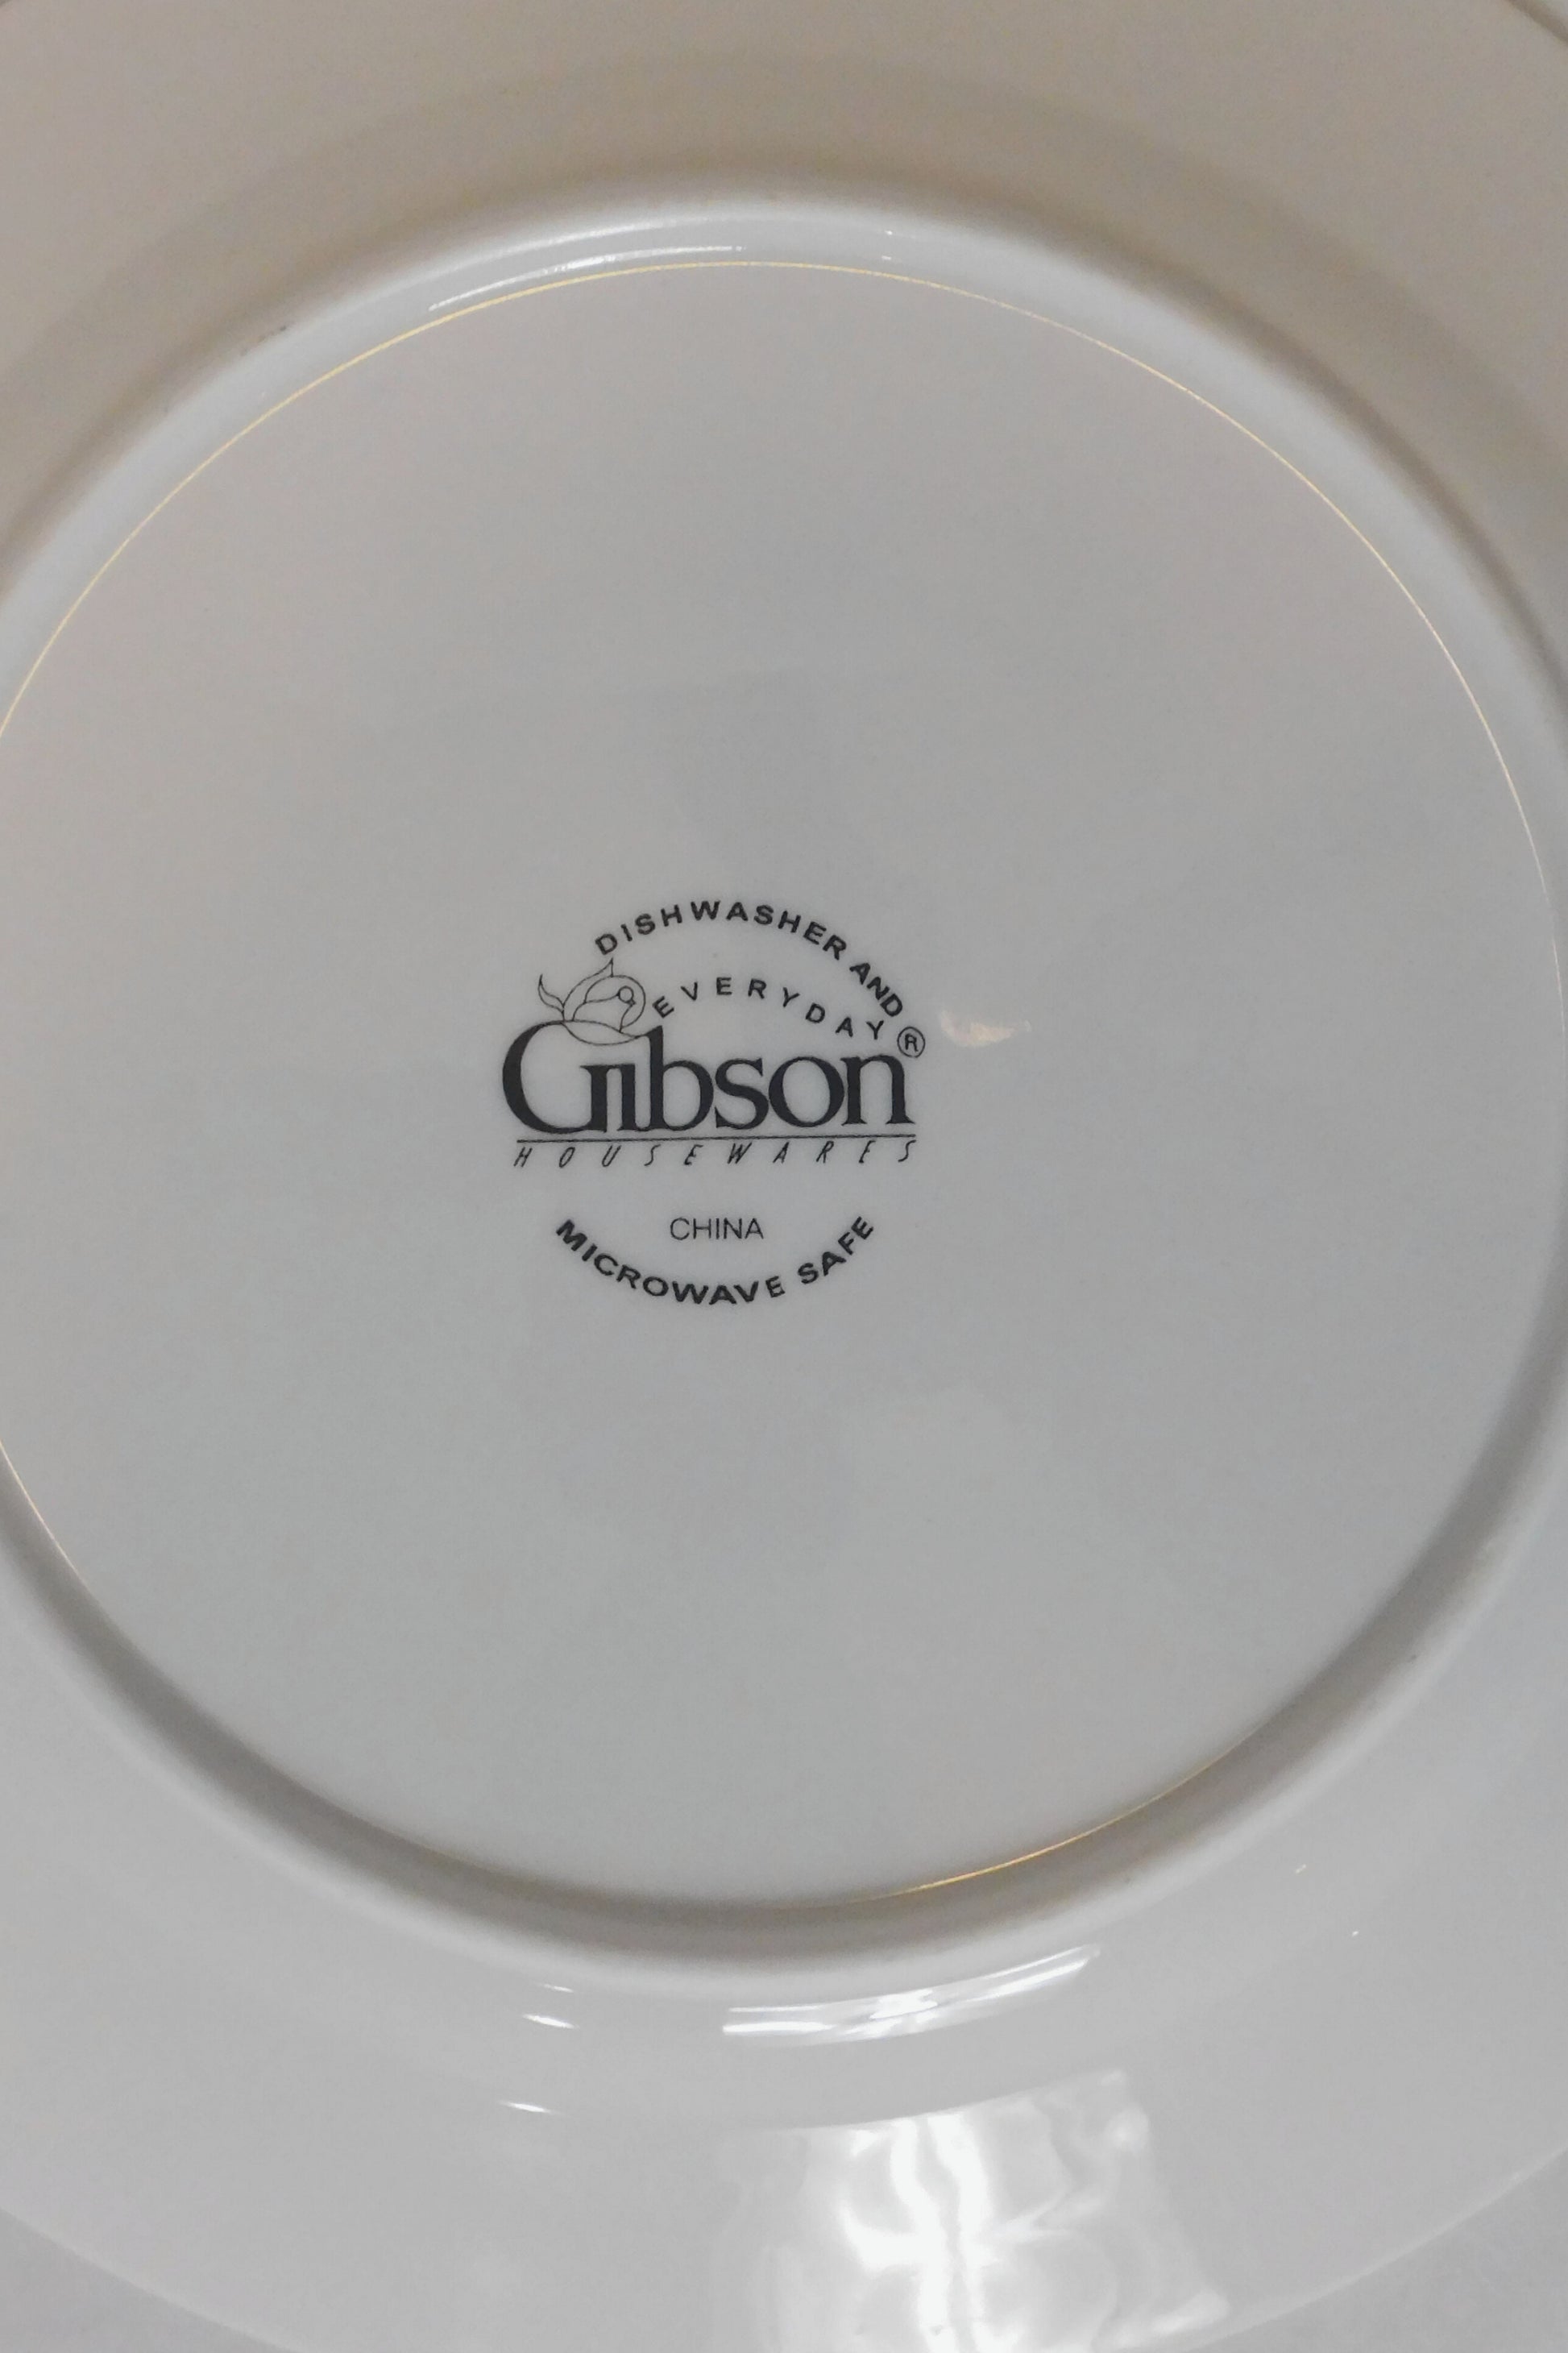 DISHWASHER AND
EVERYDAY
Gibson®
HOUSEWARES
CHINA
MICROWAVE SAFE